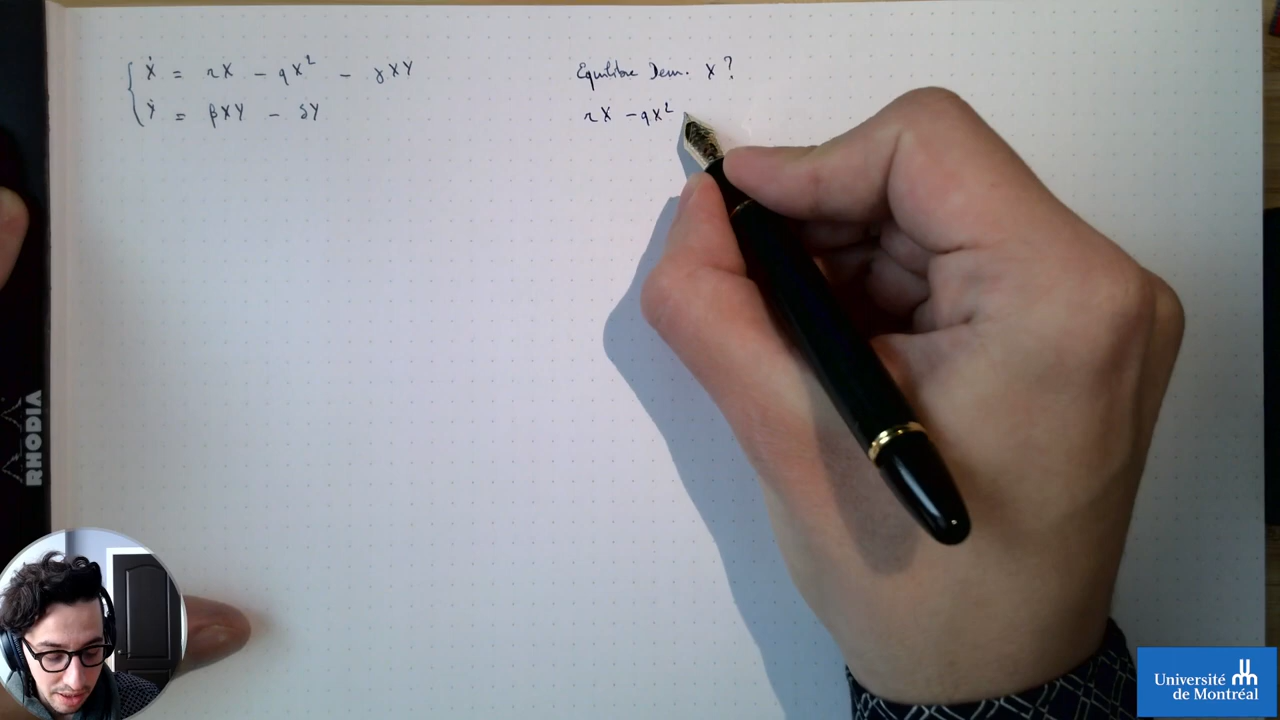 Ẋ = rX - qX² - γXY
Ẏ = βXY - δY
Equilibre Dem. X?
rX - qX²
RHODIA
Université
de Montréal